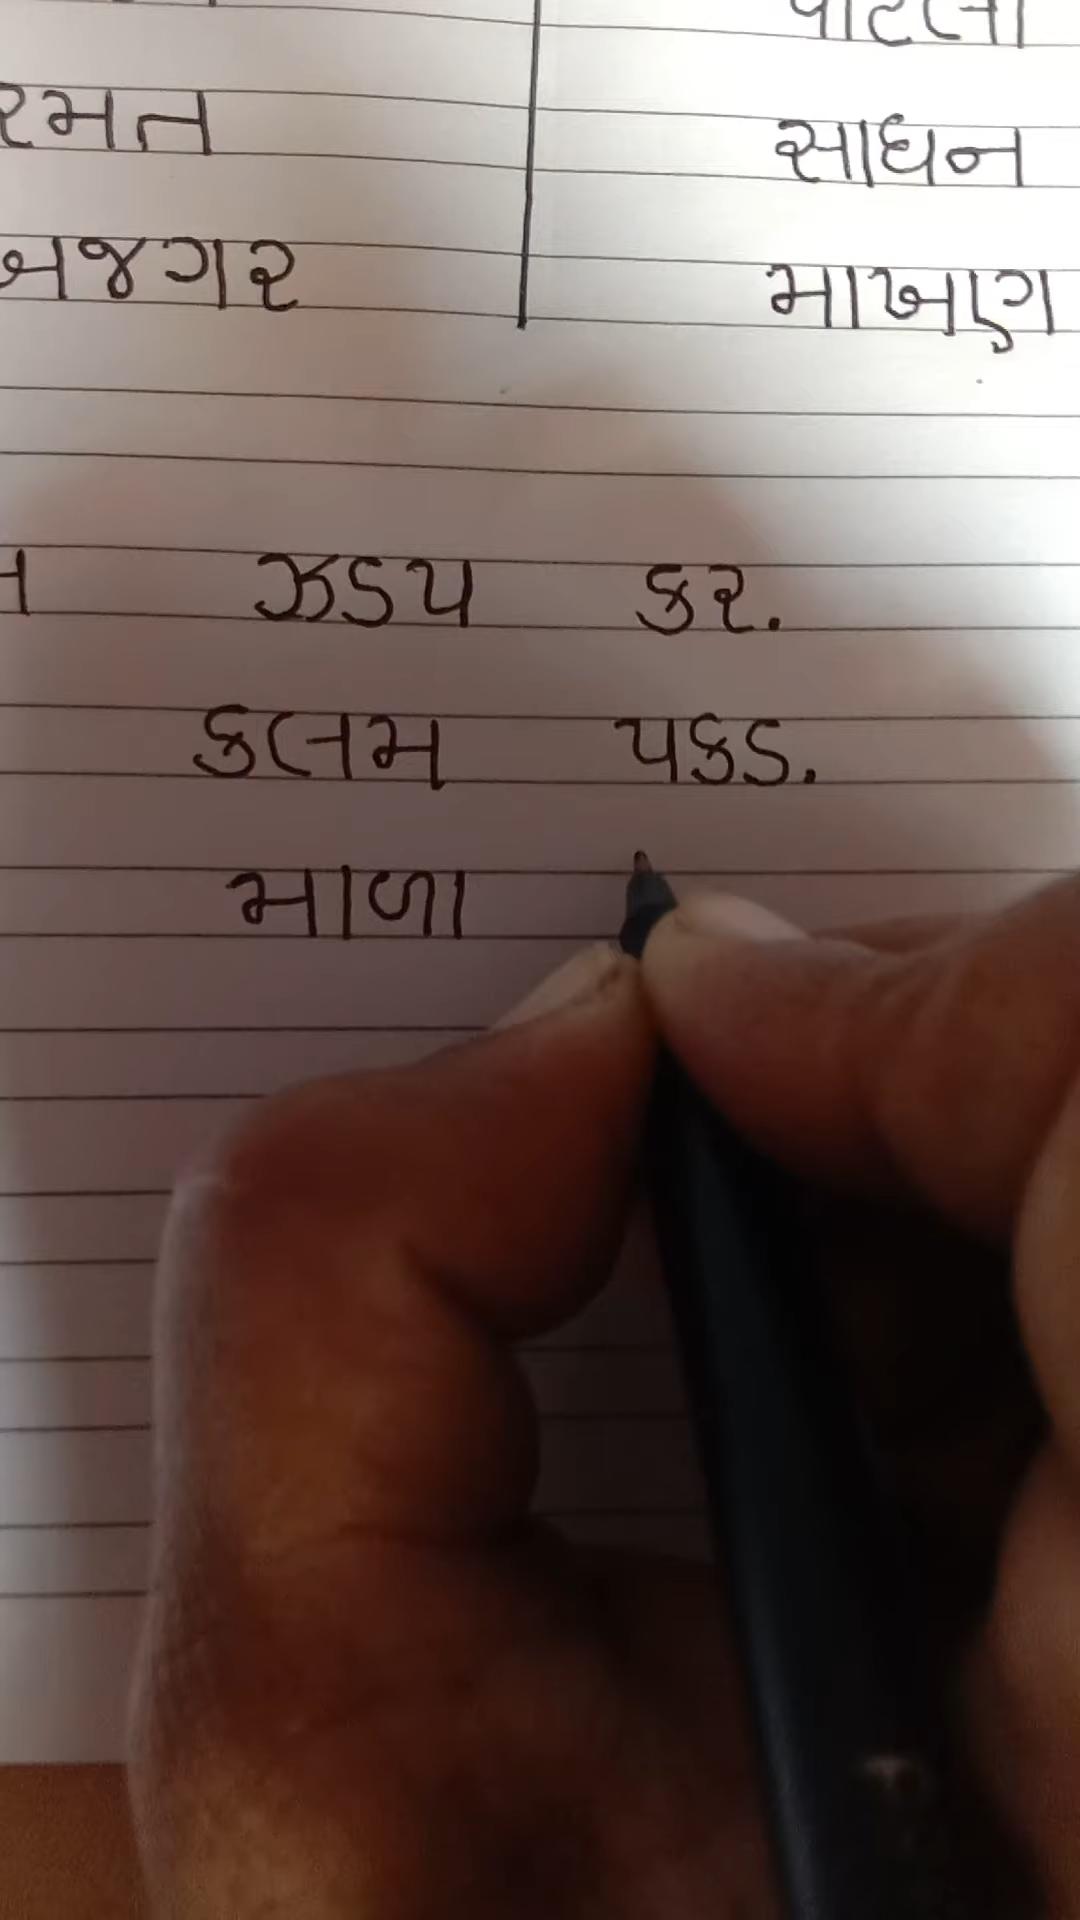 રમત સાધન
અજગર માખણ
ઝડપ કર.
કલમ પકડ.
માળા